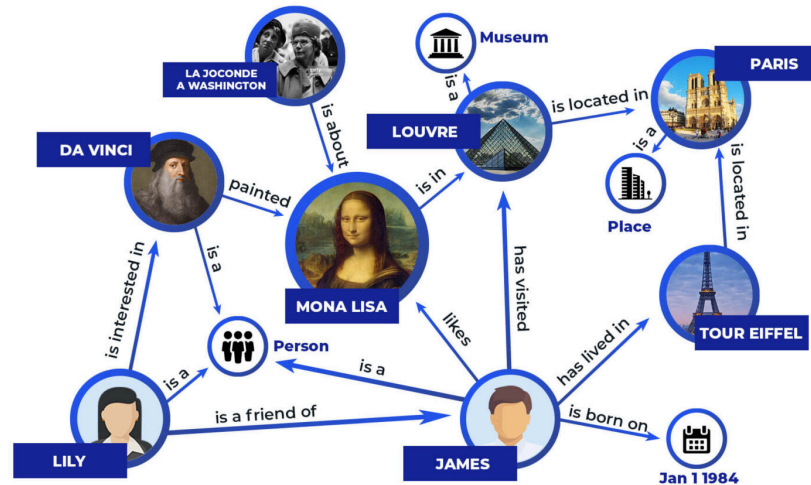 Museum
PARIS
LA JOCONDE
A WASHINGTON
is a
is located in
LOUVRE
is about
DA VINCI
is a
is located in
painted
is in
Place
is interested in
is a
MONA LISA
has visited
TOUR EIFFEL
Person
likes
has lived in
is a
is a
is a friend of
is born on
LILY
JAMES
Jan 1 1984